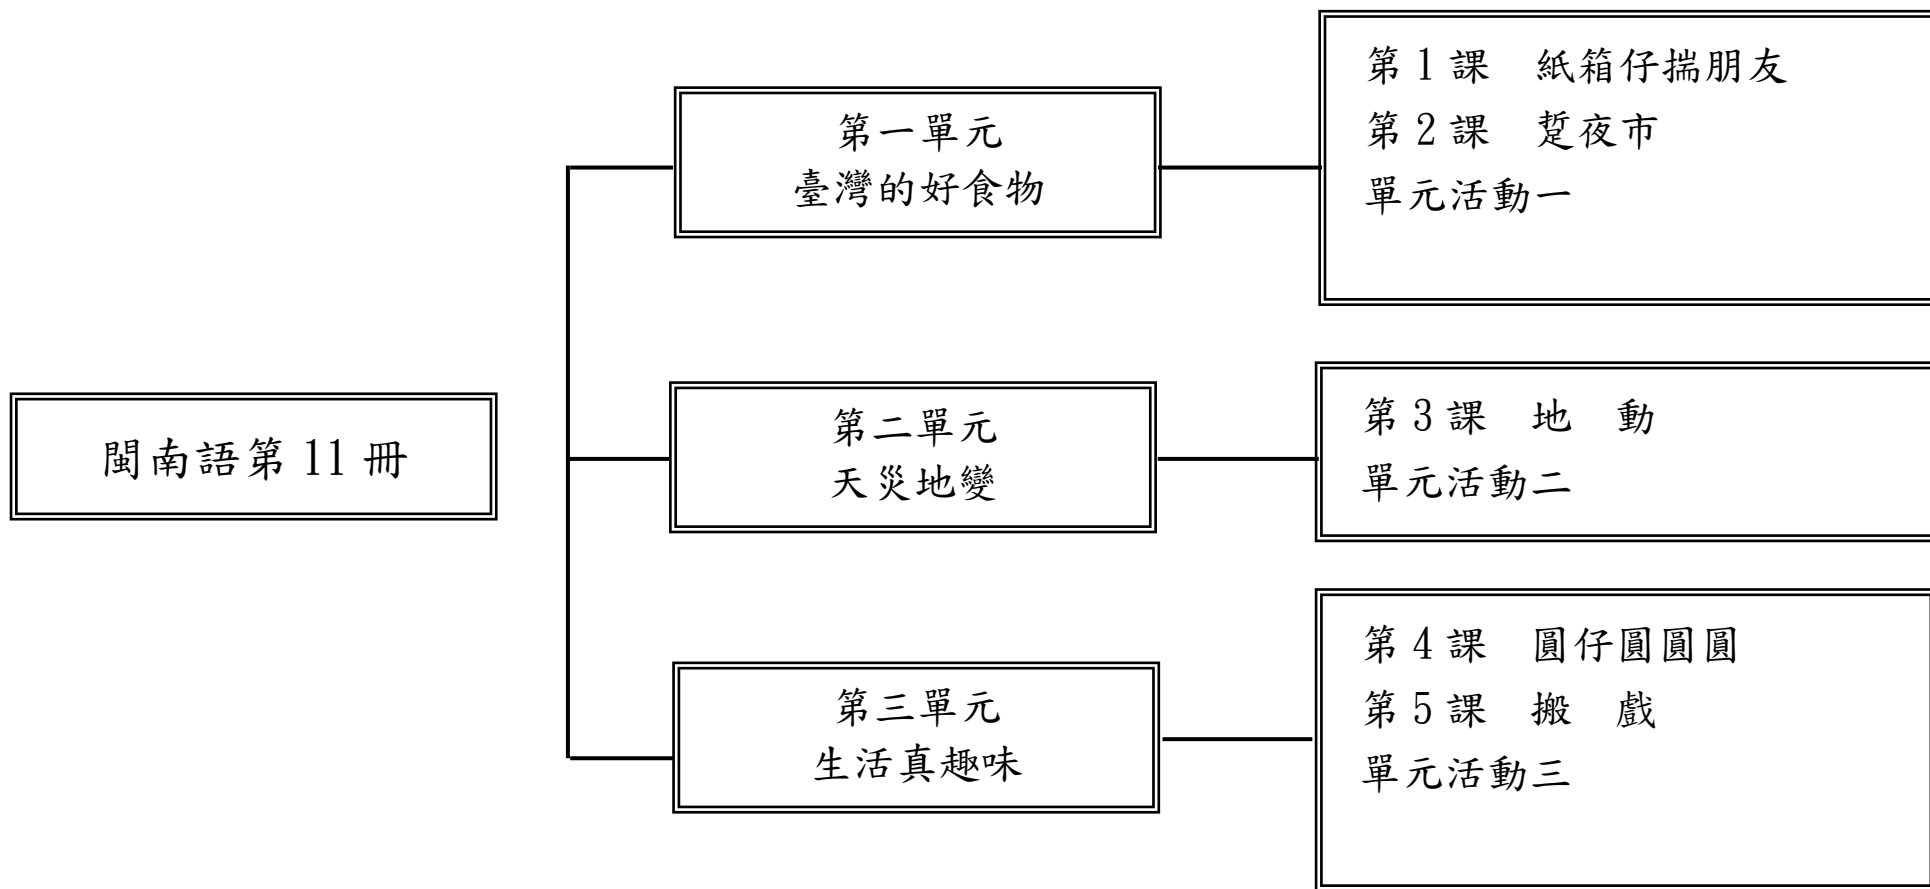 閩南語第 11 冊
第一單元
臺灣的好食物
第 1 課　紙箱仔揣朋友
第 2 課　踅夜市
單元活動一
第二單元
天災地變
第 3 課　地　動
單元活動二
第三單元
生活真趣味
第 4 課　圓仔圓圓圓
第 5 課　搬　戲
單元活動三